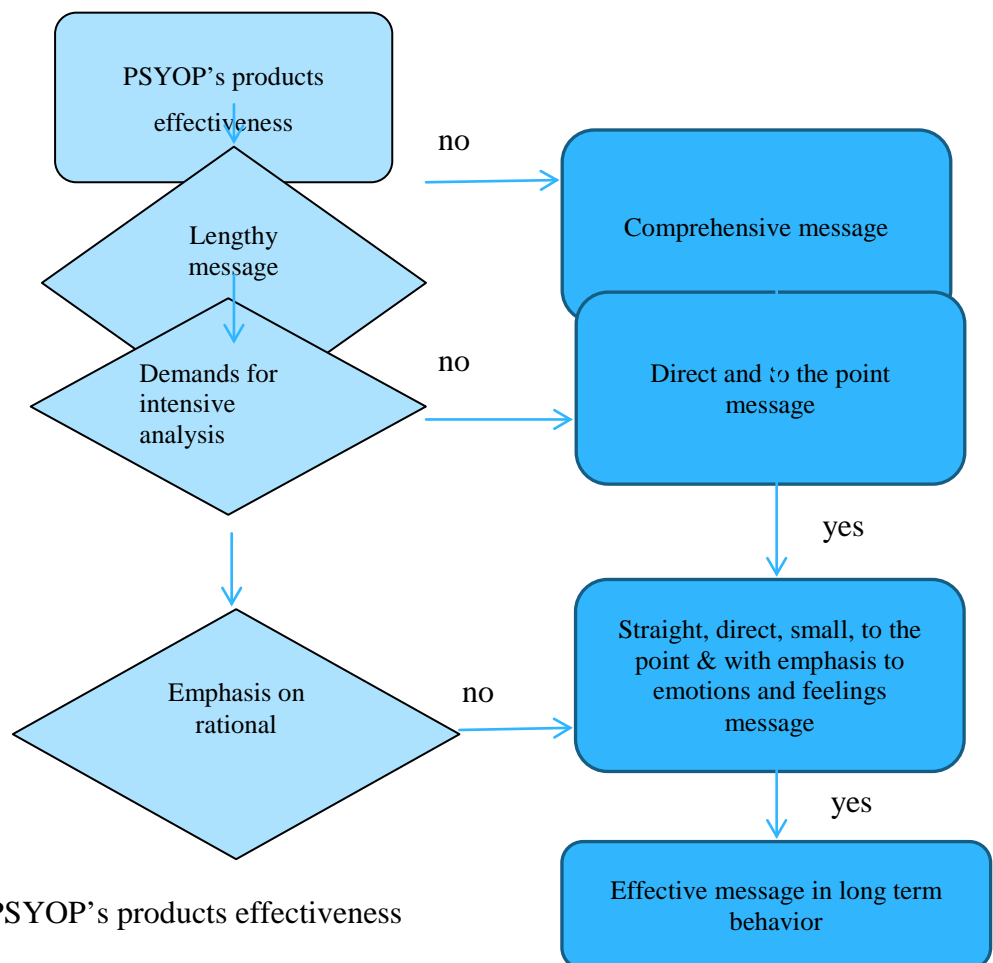 PSYOP’s products
effectiveness
no
Comprehensive message
Lengthy
message
Demands for
intensive
analysis
no
Direct and to the point
message
yes
Emphasis on
rational
no
Straight, direct, small, to the
point & with emphasis to
emotions and feelings
message
yes
Effective message in long term
behavior
PSYOP’s products effectiveness